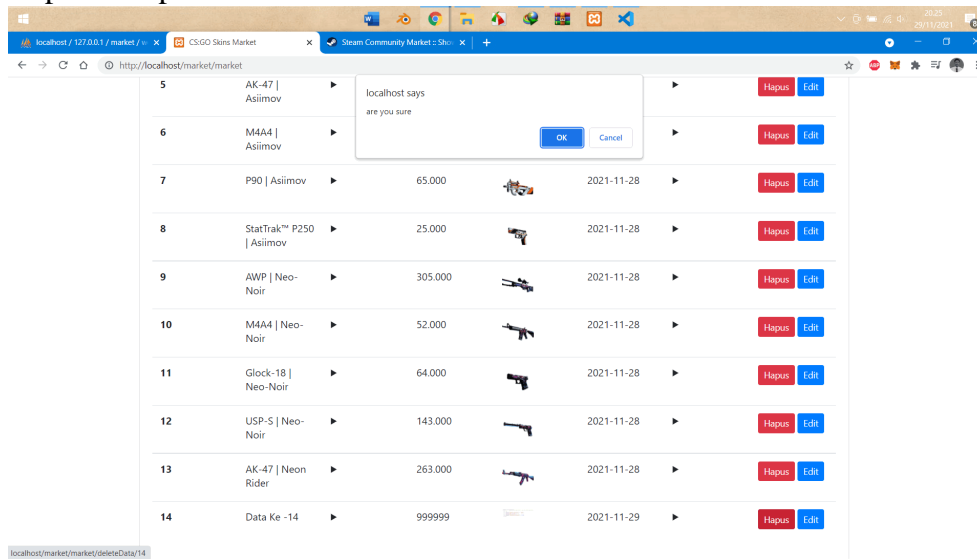 20.25
29/11/2021
localhost / 127.0.0.1 / market /
CS:GO Skins Market
Steam Community Market :: Sho
http://localhost/market/market
localhost says
are you sure
OK
Cancel
5 AK-47 | Hapus Edit
Asiimov
6 M4A4 | Hapus Edit
Asiimov
7 P90 | Asiimov 65.000 2021-11-28 Hapus Edit
8 StatTrak™ P250 25.000 2021-11-28 Hapus Edit
| Asiimov
9 AWP | Neo- 305.000 2021-11-28 Hapus Edit
Noir
10 M4A4 | Neo- 52.000 2021-11-28 Hapus Edit
Noir
11 Glock-18 | 64.000 2021-11-28 Hapus Edit
Neo-Noir
12 USP-S | Neo- 143.000 2021-11-28 Hapus Edit
Noir
13 AK-47 | Neon 263.000 2021-11-28 Hapus Edit
Rider
14 Data Ke -14 999999 2021-11-29 Hapus Edit
localhost/market/market/deleteData/14